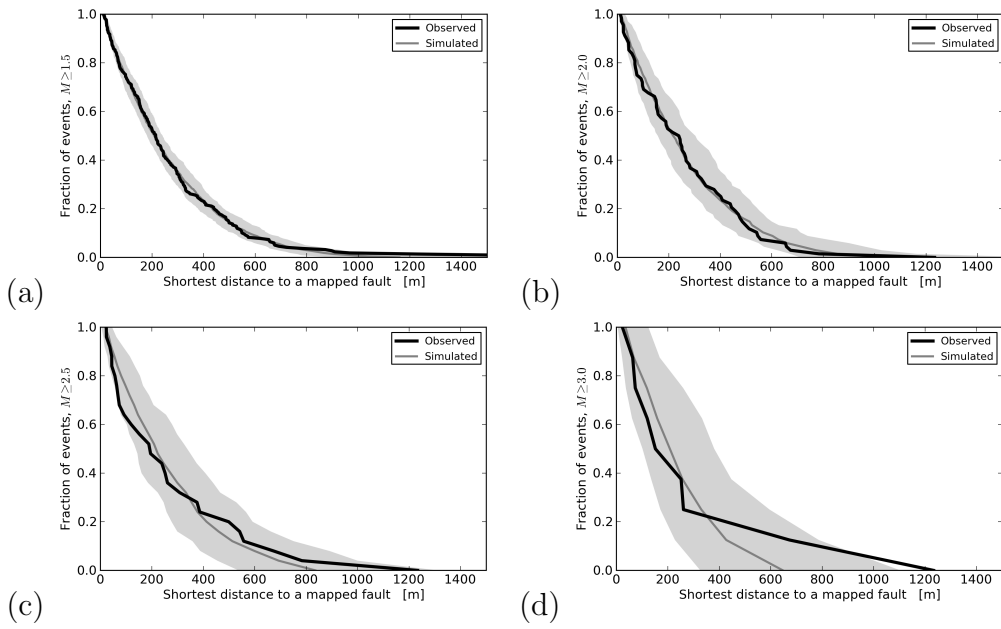 1.0
0.8
0.6
0.4
0.2
0.0
Fraction of events, M≥1.5
0 200 400 600 800 1000 1200 1400
Shortest distance to a mapped fault [m]
Observed
Simulated
(a)
1.0
0.8
0.6
0.4
0.2
0.0
Fraction of events, M≥2.0
0 200 400 600 800 1000 1200 1400
Shortest distance to a mapped fault [m]
Observed
Simulated
(b)
1.0
0.8
0.6
0.4
0.2
0.0
Fraction of events, M≥2.5
0 200 400 600 800 1000 1200 1400
Shortest distance to a mapped fault [m]
Observed
Simulated
(c)
1.0
0.8
0.6
0.4
0.2
0.0
Fraction of events, M≥3.0
0 200 400 600 800 1000 1200 1400
Shortest distance to a mapped fault [m]
Observed
Simulated
(d)